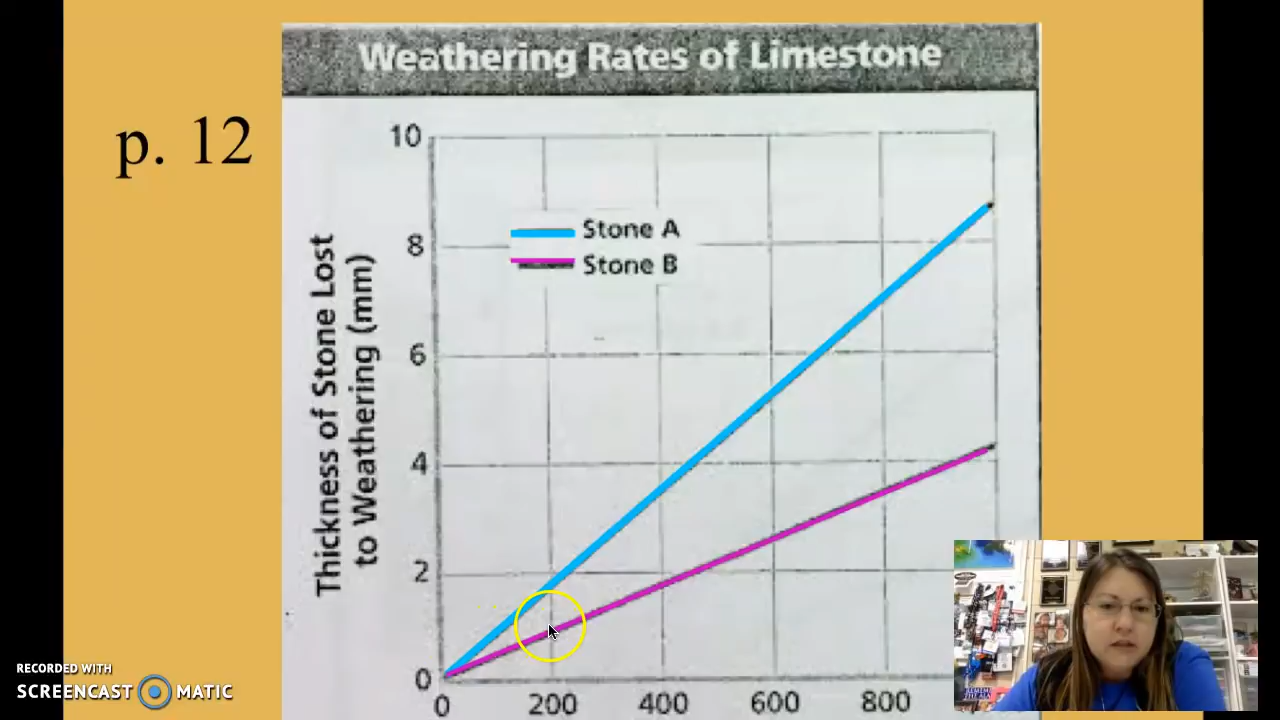 Weathering Rates of Limestone
p. 12
10
8
6
4
2
0
Thickness of Stone Lost
to Weathering (mm)
Stone A
Stone B
0 200 400 600 800
RECORDED WITH
SCREENCAST MATIC